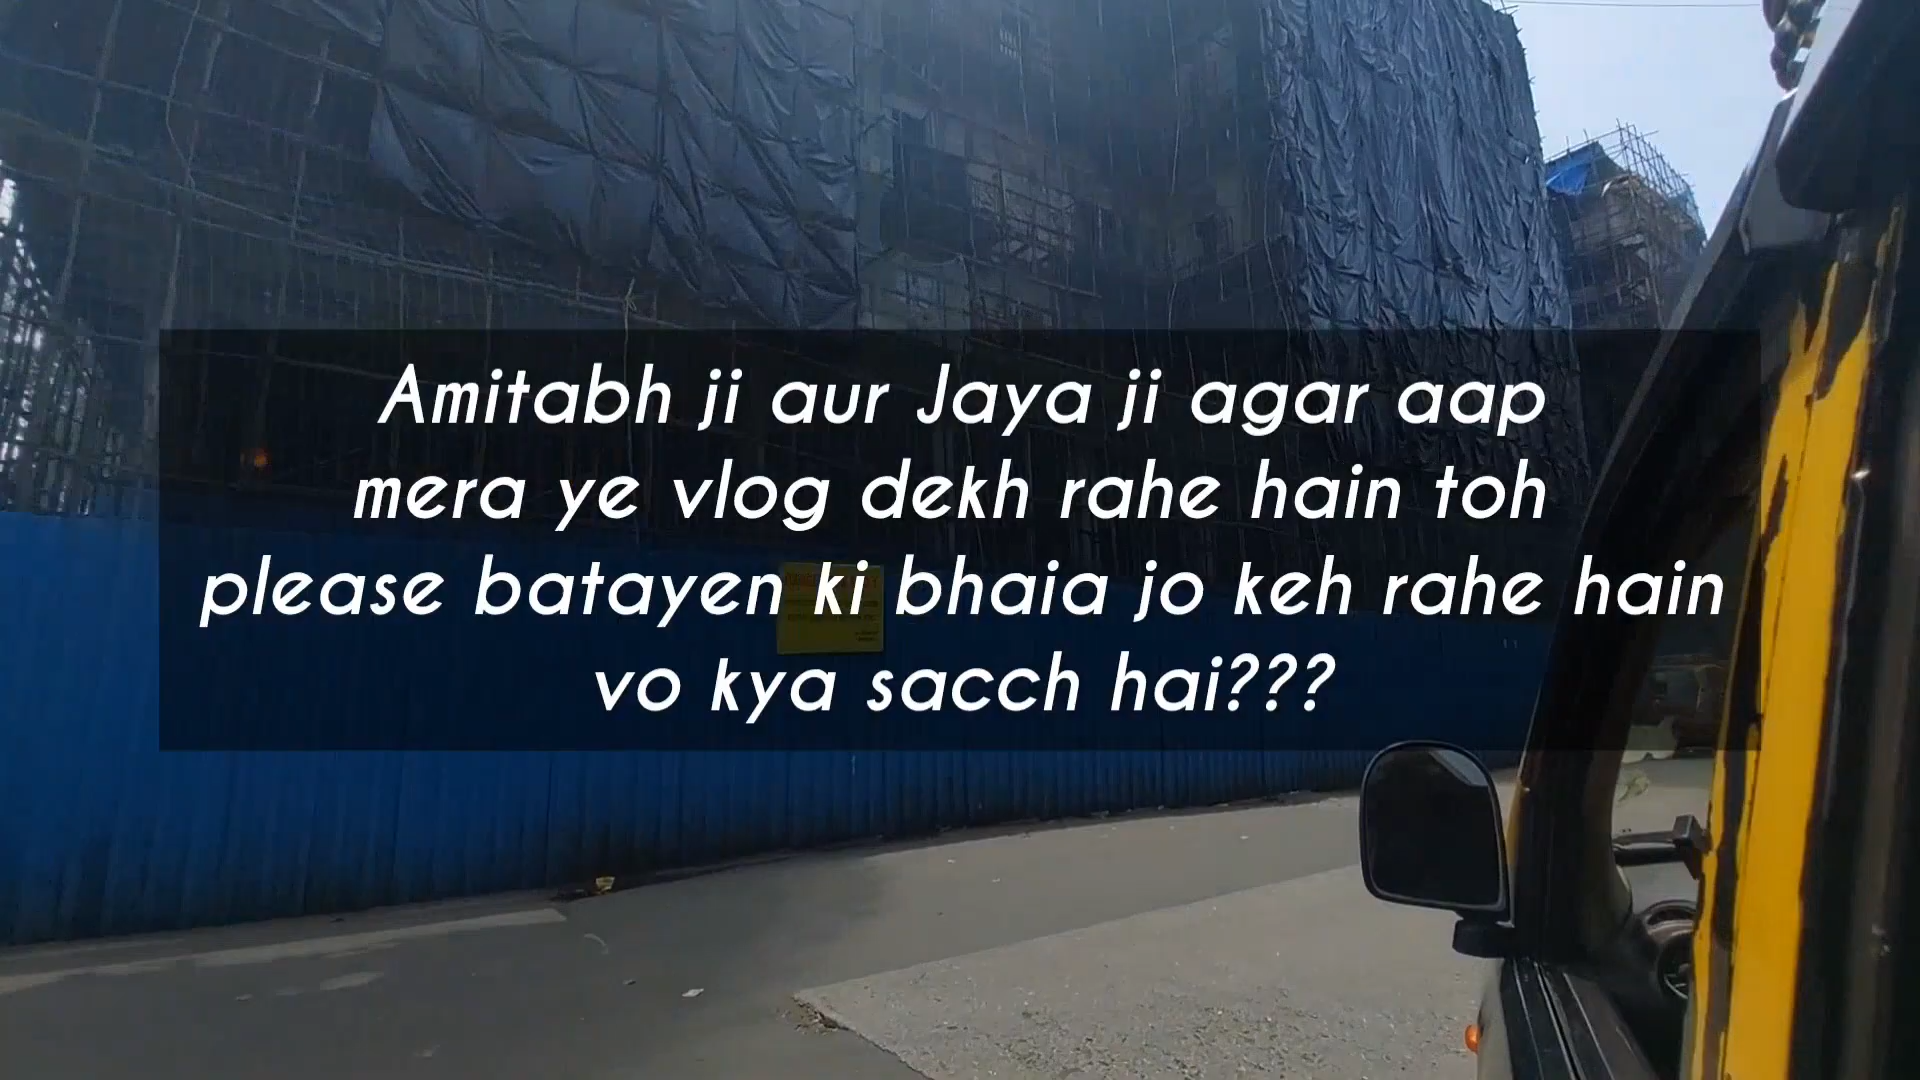 Amitabh ji aur Jaya ji agar aap
mera ye vlog dekh rahe hain toh
please batayen ki bhaia jo keh rahe hain
vo kya sacch hai???